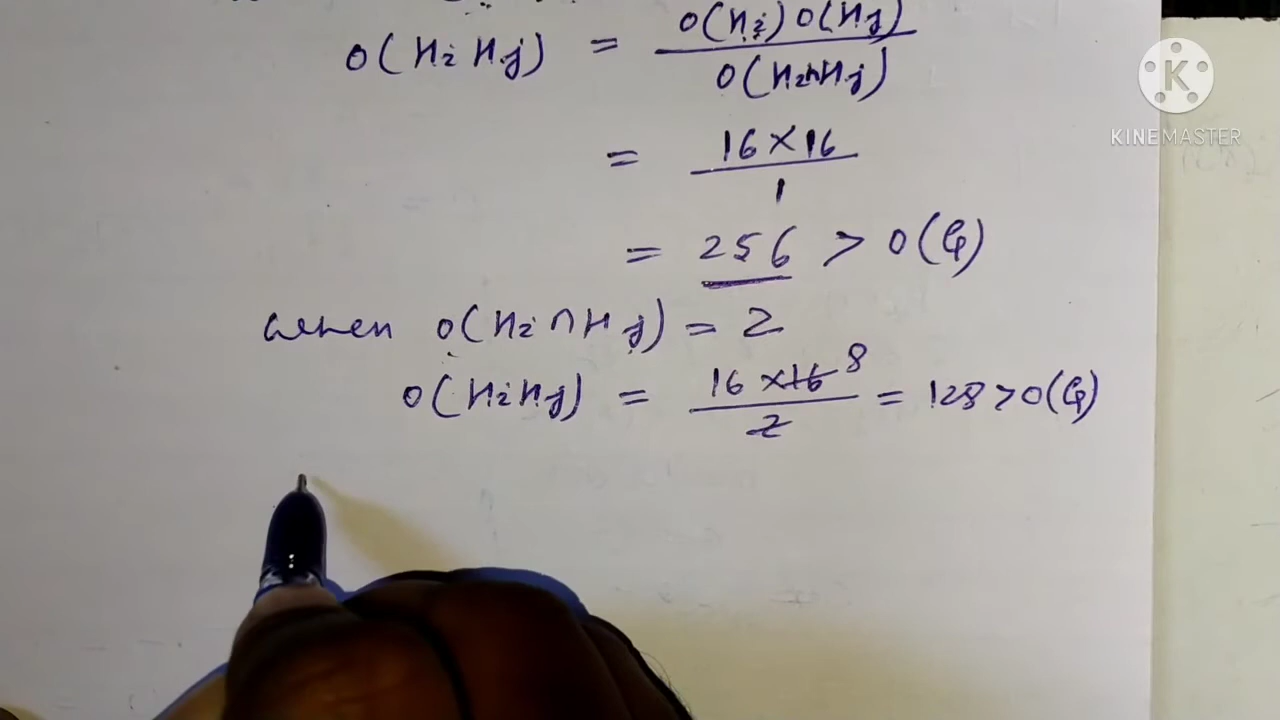 O(HiHj) = O(Hi)O(Hj) / O(Hi∩Hj)
K
KINEMASTER
= 16×16 / 1
= 256 > O(G)
when O(Hi∩Hj) = 2
O(HiHj) = 16×16 8 / 2 = 128 > O(G)